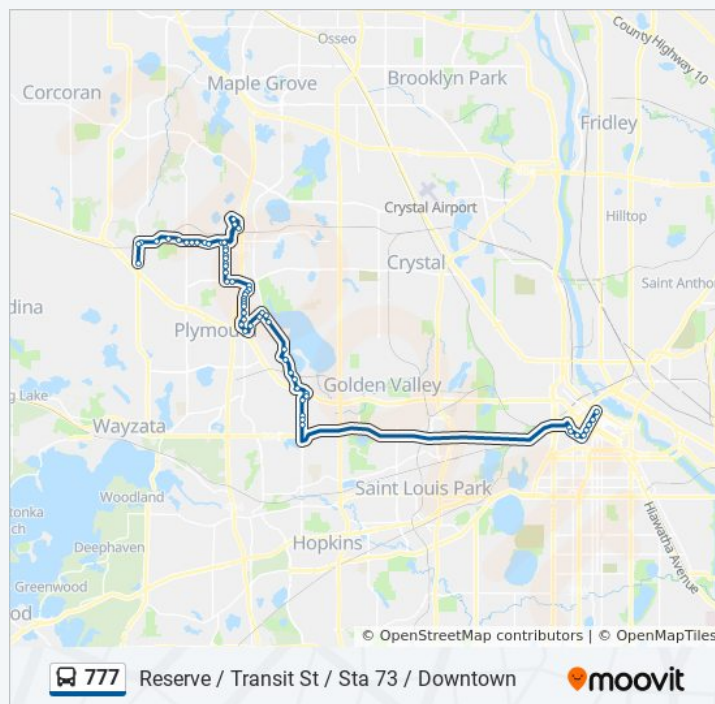 Osseo
County Highway 10
Maple Grove
Brooklyn Park
Corcoran
Fridley
Crystal Airport
Hilltop
Crystal
Saint Anthon
dina
Plymou
Golden Valley
g Lake
Wayzata
Saint Louis Park
Woodland
tonka
ch
Hopkins
Deephaven
Hiawatha Avenue
Greenwood
od
© OpenStreetMap contributors | © OpenMapTiles
777 Reserve / Transit St / Sta 73 / Downtown
moovit